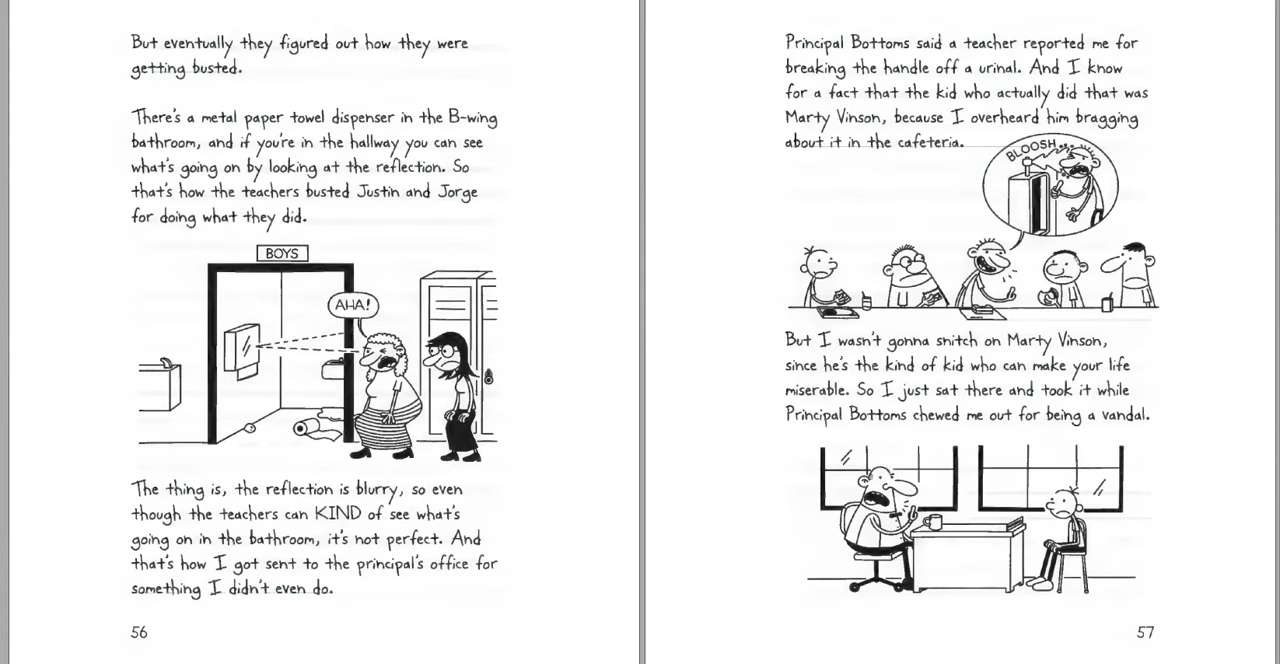 But eventually they figured out how they were
getting busted.
There's a metal paper towel dispenser in the B-wing
bathroom, and if you're in the hallway you can see
what's going on by looking at the reflection. So
that's how the teachers busted Justin and Jorge
for doing what they did.
BOYS
AHA!
The thing is, the reflection is blurry, so even
though the teachers can KIND of see what's
going on in the bathroom, it's not perfect. And
that's how I got sent to the principal's office for
something I didn't even do.
56
Principal Bottoms said a teacher reported me for
breaking the handle off a urinal. And I know
for a fact that the kid who actually did that was
Marty Vinson, because I overheard him bragging
about it in the cafeteria.
BLOOSH...
But I wasn't gonna snitch on Marty Vinson,
since he's the kind of kid who can make your life
miserable. So I just sat there and took it while
Principal Bottoms chewed me out for being a vandal.
57